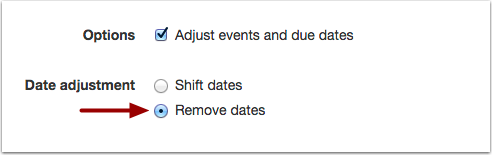 Options Adjust events and due dates
Date adjustment Shift dates
Remove dates